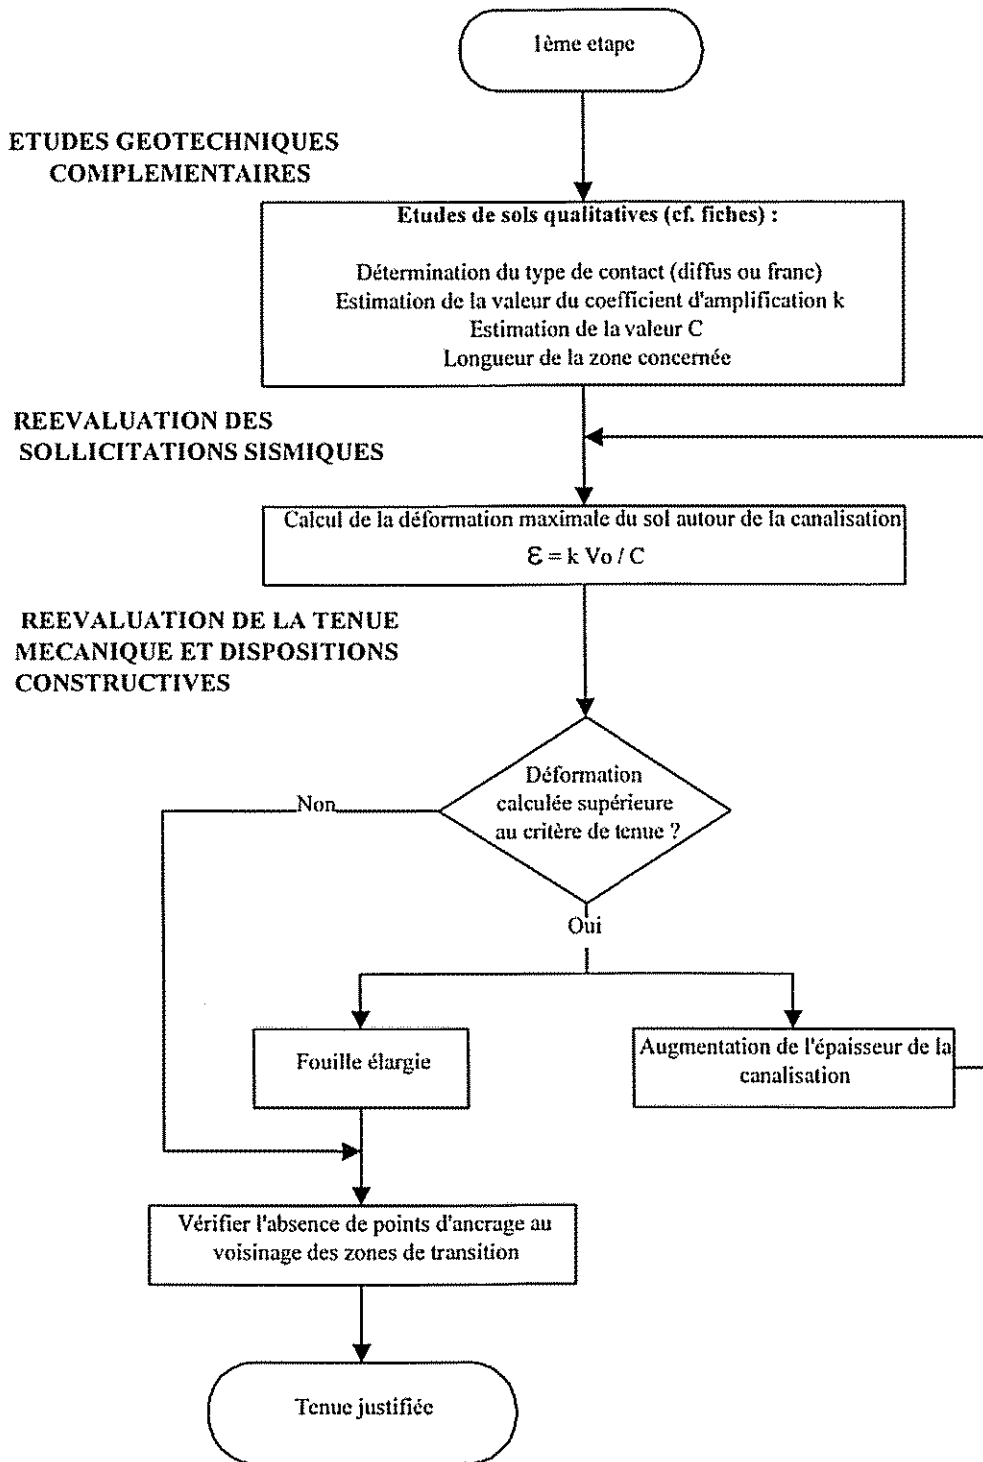 1ème etape
ETUDES GEOTECHNIQUES
COMPLEMENTAIRES
Etudes de sols qualitatives (cf. fiches) :
Détermination du type de contact (diffus ou franc)
Estimation de la valeur du coefficient d'amplification k
Estimation de la valeur C
Longueur de la zone concernée
REEVALUATION DES
SOLLICITATIONS SISMIQUES
Calcul de la déformation maximale du sol autour de la canalisation
ε = k Vo / C
REEVALUATION DE LA TENUE
MECANIQUE ET DISPOSITIONS
CONSTRUCTIVES
Déformation
calculée supérieure
au critère de tenue ?
Non
Oui
Fouille élargie
Augmentation de l'épaisseur de la
canalisation
Vérifier l'absence de points d'ancrage au
voisinage des zones de transition
Tenue justifiée